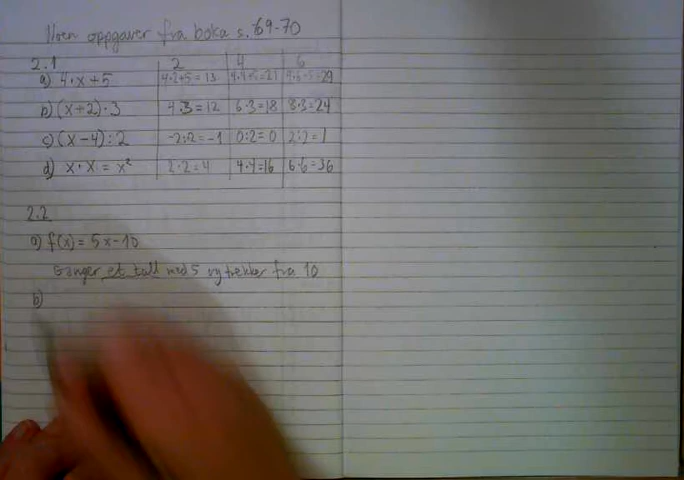 Noen oppgaver fra boka s. 69-70
2.1 2 4 6
a) 4·x+5 4·2+5=13 4·4+5=21 4·6+5=29
b) (x+2)·3 4·3=12 6·3=18 8·3=24
c) (x-4):2 -2:2=-1 0:2=0 2:2=1
d) x·x=x² 2·2=4 4·4=16 6·6=36
2.2
a) f(x)=5x-10
Ganger et tall med 5 og trekker fra 10
b)